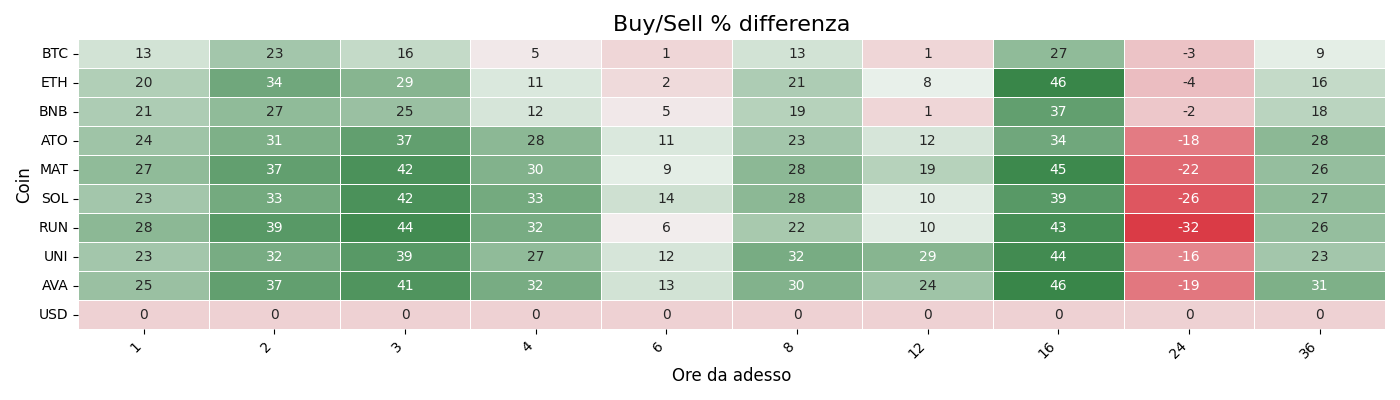 Buy/Sell % differenza
Coin
BTC 13 23 16 5 1 13 1 27 -3 9
ETH 20 34 29 11 2 21 8 46 -4 16
BNB 21 27 25 12 5 19 1 37 -2 18
ATO 24 31 37 28 11 23 12 34 -18 28
MAT 27 37 42 30 9 28 19 45 -22 26
SOL 23 33 42 33 14 28 10 39 -26 27
RUN 28 39 44 32 6 22 10 43 -32 26
UNI 23 32 39 27 12 32 29 44 -16 23
AVA 25 37 41 32 13 30 24 46 -19 31
USD 0 0 0 0 0 0 0 0 0 0
1 2 3 4 6 8 12 16 24 36
Ore da adesso